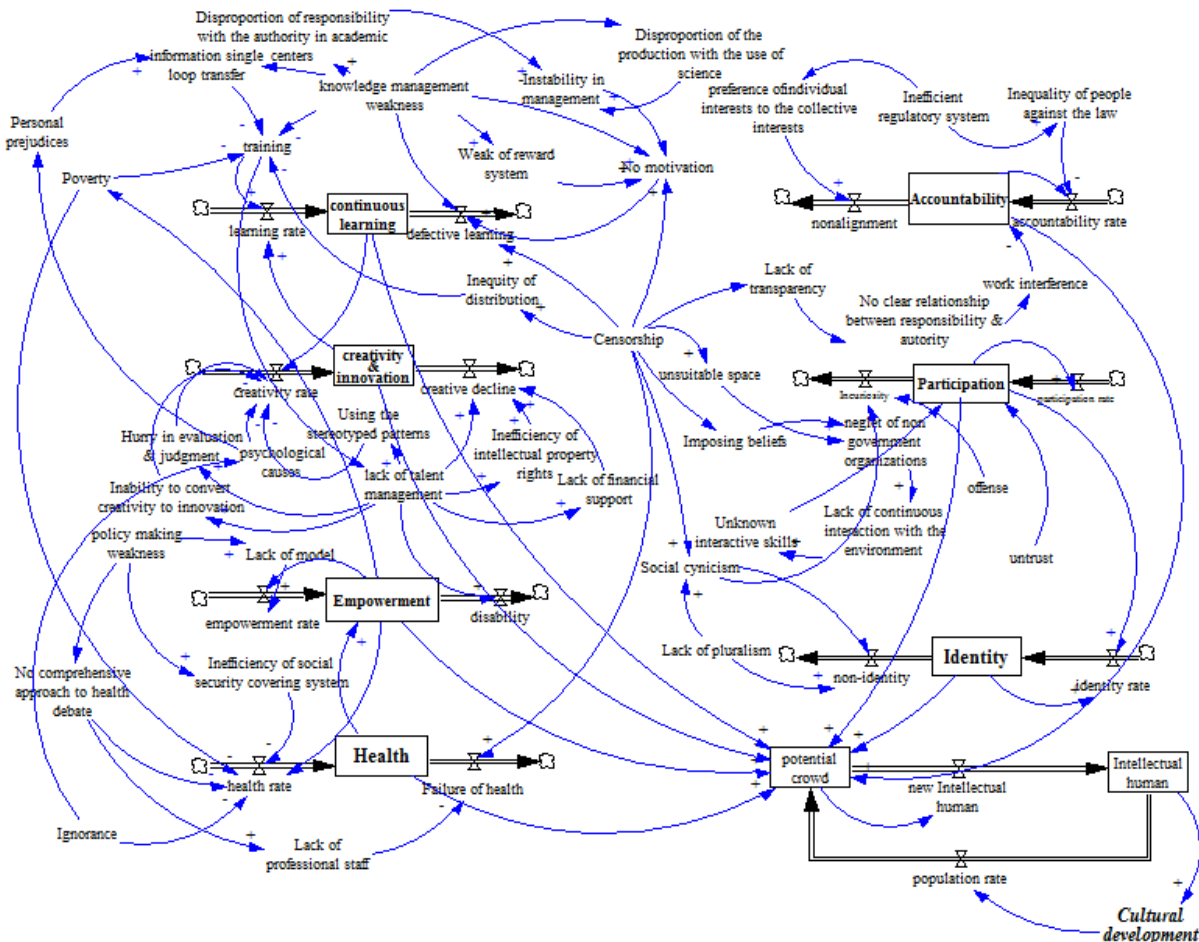 Disproportion of responsibility
with the authority in academic
information single centers
loop transfer
knowledge management
weakness
Disproportion of the
production with the use of
science
Instability in
management
preference ofindividual
interests to the collective
interests
Inefficient
regulatory system
Inequality of people
against the law
Personal
prejudices
training
Poverty
Weak of reward
system
No motivation
continuous
learning
learning rate
defective learning
Accountability
nonalignment
accountability rate
Inequity of
distribution
Lack of
transparency
work interference
No clear relationship
between responsibility &
autority
Censorship
creativity
&
innovation
creativity rate
creative decline
unsuitable space
Participation
Incuriosity
participation rate
Using the
stereotyped patterns
Hurry in evaluation
& judgment
psychological
causes
Inefficiency of
intellectual property
rights
Imposing beliefs
neglet of non
government
organizations
lack of talent
management
Lack of financial
support
Inability to convert
creativity to innovation
offense
Lack of continuous
interaction with the
environment
Unknown
interactive skills
untrust
policy making
weakness
Lack of model
Social cynicism
Empowerment
empowerment rate
disability
Lack of pluralism
Identity
non-identity
identity rate
No comprehensive
approach to health
debate
Inefficiency of social
security covering system
Health
health rate
Failure of health
potential
crowd
new Intellectual
human
Intellectual
human
Ignorance
Lack of
professional staff
population rate
Cultural
development